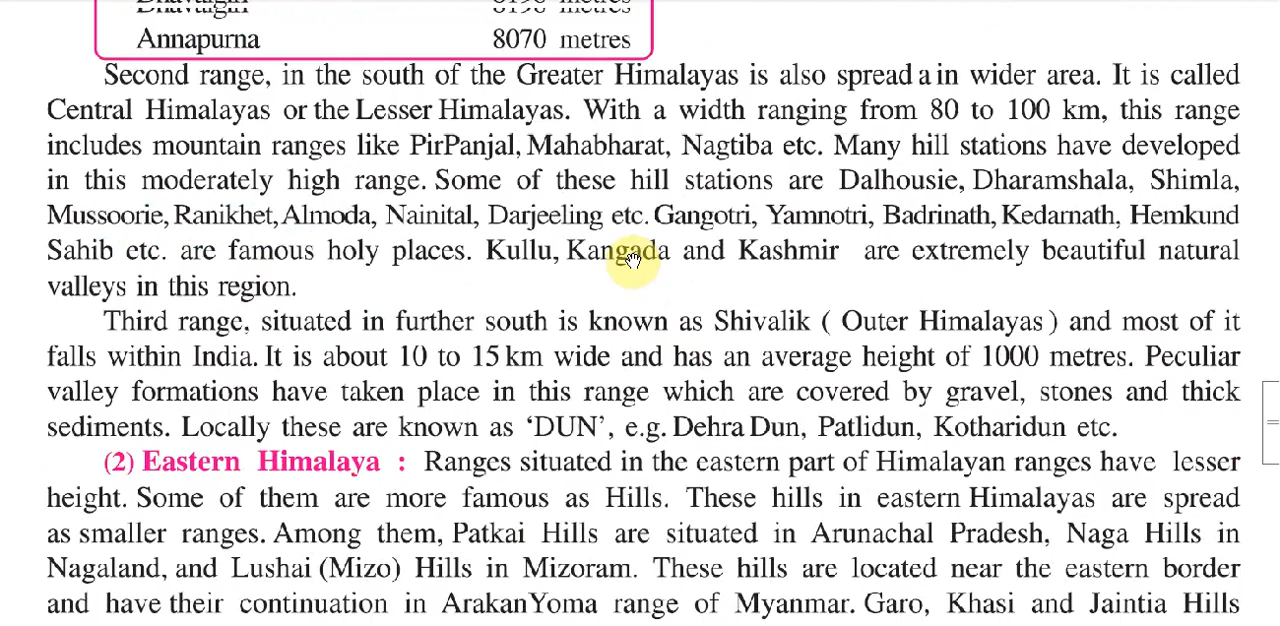 Annapurna 8070 metres
Second range, in the south of the Greater Himalayas is also spread a in wider area. It is called
Central Himalayas or the Lesser Himalayas. With a width ranging from 80 to 100 km, this range
includes mountain ranges like PirPanjal, Mahabharat, Nagtiba etc. Many hill stations have developed
in this moderately high range. Some of these hill stations are Dalhousie, Dharamshala, Shimla,
Mussoorie, Ranikhet, Almoda, Nainital, Darjeeling etc. Gangotri, Yamnotri, Badrinath, Kedarnath, Hemkund
Sahib etc. are famous holy places. Kullu, Kangada and Kashmir are extremely beautiful natural
valleys in this region.
Third range, situated in further south is known as Shivalik ( Outer Himalayas ) and most of it
falls within India. It is about 10 to 15 km wide and has an average height of 1000 metres. Peculiar
valley formations have taken place in this range which are covered by gravel, stones and thick
sediments. Locally these are known as ‘DUN’, e.g. Dehra Dun, Patlidun, Kotharidun etc.
(2) Eastern Himalaya : Ranges situated in the eastern part of Himalayan ranges have lesser
height. Some of them are more famous as Hills. These hills in eastern Himalayas are spread
as smaller ranges. Among them, Patkai Hills are situated in Arunachal Pradesh, Naga Hills in
Nagaland, and Lushai (Mizo) Hills in Mizoram. These hills are located near the eastern border
and have their continuation in ArakanYoma range of Myanmar. Garo, Khasi and Jaintia Hills